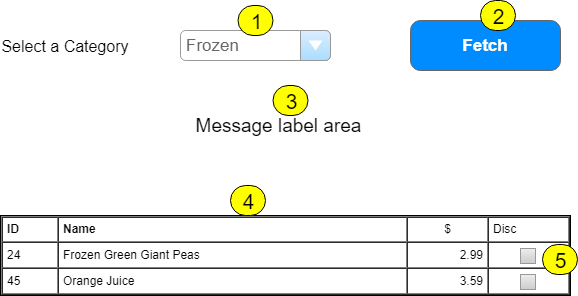 1
2
Select a Category Frozen Fetch
3
Message label area
4
ID Name $ Disc
24 Frozen Green Giant Peas 2.99 5
45 Orange Juice 3.59